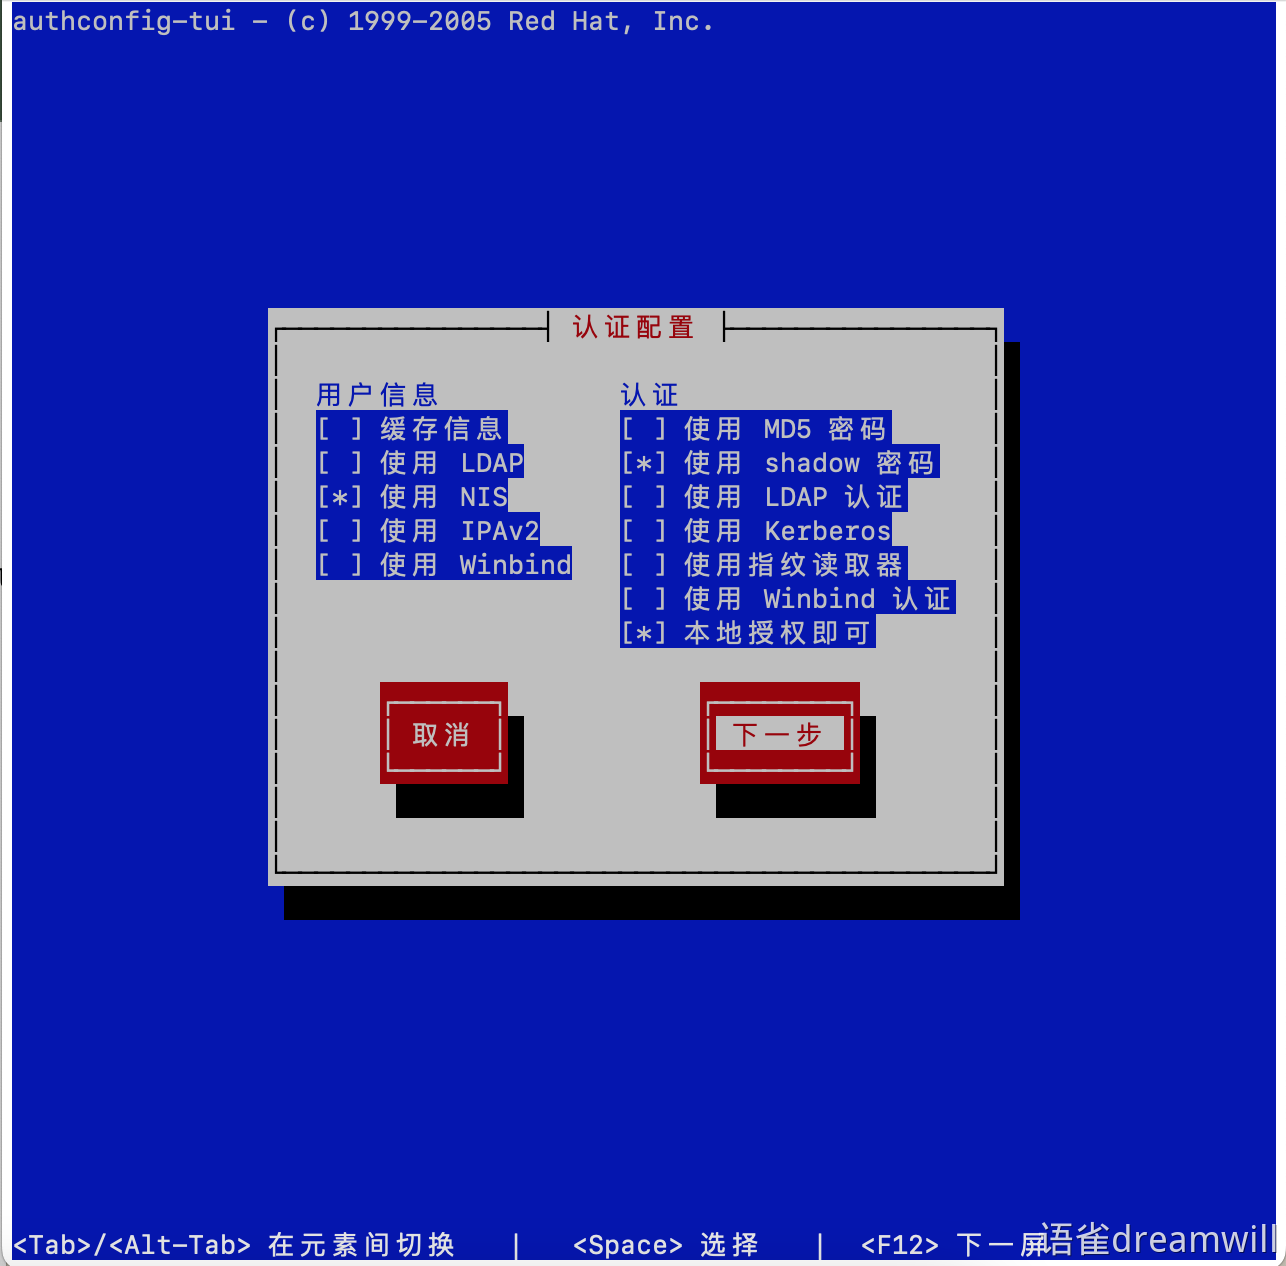 authconfig-tui - (c) 1999-2005 Red Hat, Inc.
认证配置
用户信息
[ ] 缓存信息
[ ] 使用 LDAP
[*] 使用 NIS
[ ] 使用 IPAv2
[ ] 使用 Winbind
认证
[ ] 使用 MD5 密码
[*] 使用 shadow 密码
[ ] 使用 LDAP 认证
[ ] 使用 Kerberos
[ ] 使用指纹读取器
[ ] 使用 Winbind 认证
[*] 本地授权即可
取消
下一步
<Tab>/<Alt-Tab> 在元素间切换 | <Space> 选择 | <F12> 下一屏
语雀dreamwill